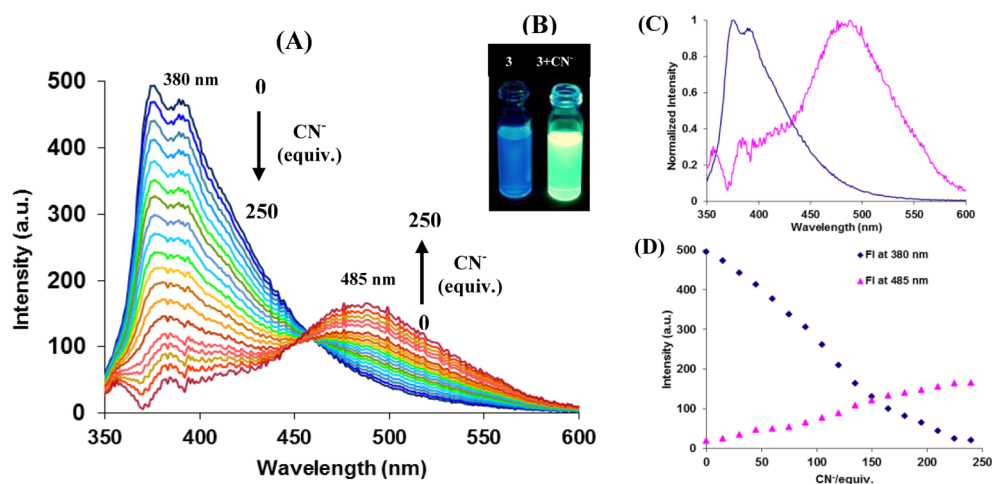 (A)
500
400
300
200
100
0
350
400
450
500
550
600
Intensity (a.u.)
Wavelength (nm)
380 nm
0
CN⁻
(equiv.)
250
485 nm
250
CN⁻
(equiv.)
0
(B)
3 3+CN⁻
(C)
1
0.8
0.6
0.4
0.2
0
350
400
450
500
550
600
Normalized Intensity
Wavelength (nm)
(D)
500
400
300
200
100
0
0
50
100
150
200
250
Intensity (a.u.)
CN⁻/equiv.
FI at 380 nm
FI at 485 nm